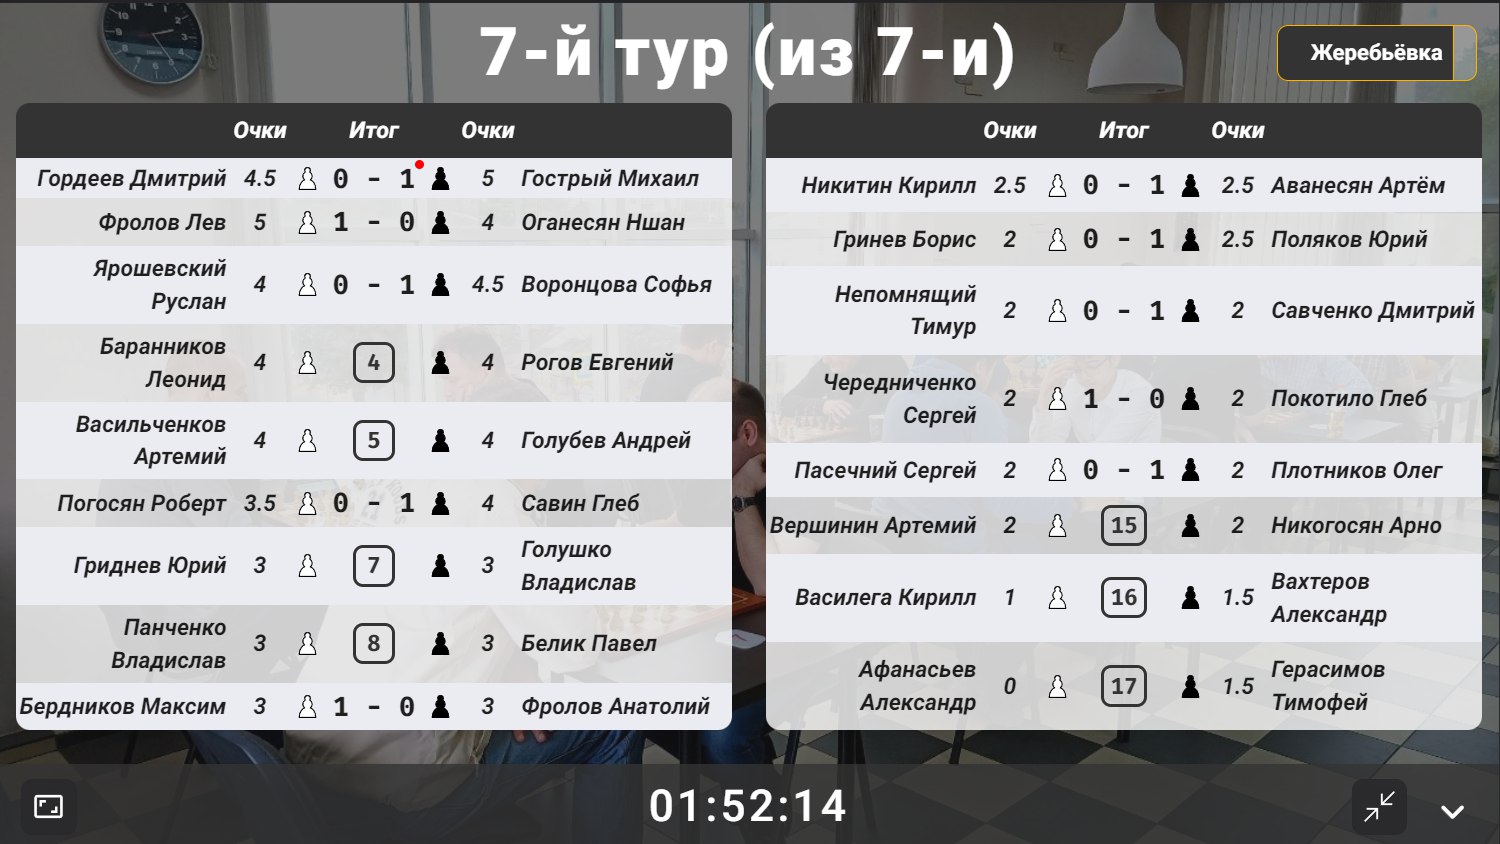 7-й тур (из 7-и)
Жеребьёвка
Очки Итог Очки
Гордеев Дмитрий 4.5 0 - 1 5 Гострый Михаил
Фролов Лев 5 1 - 0 4 Оганесян Ншан
Ярошевский
Руслан 4 0 - 1 4.5 Воронцова Софья
Баранников
Леонид 4 4 4 Рогов Евгений
Васильченков
Артемий 4 5 4 Голубев Андрей
Погосян Роберт 3.5 0 - 1 4 Савин Глеб
Гриднев Юрий 3 7 3 Голушко
Владислав
Панченко
Владислав 3 8 3 Белик Павел
Бердников Максим 3 1 - 0 3 Фролов Анатолий
Очки Итог Очки
Никитин Кирилл 2.5 0 - 1 2.5 Аванесян Артём
Гринев Борис 2 0 - 1 2.5 Поляков Юрий
Непомнящий
Тимур 2 0 - 1 2 Савченко Дмитрий
Чередниченко
Сергей 2 1 - 0 2 Покотило Глеб
Пасечний Сергей 2 0 - 1 2 Плотников Олег
Вершинин Артемий 2 15 2 Никогосян Арно
Василега Кирилл 1 16 1.5 Вахтеров
Александр
Афанасьев
Александр 0 17 1.5 Герасимов
Тимофей
01:52:14